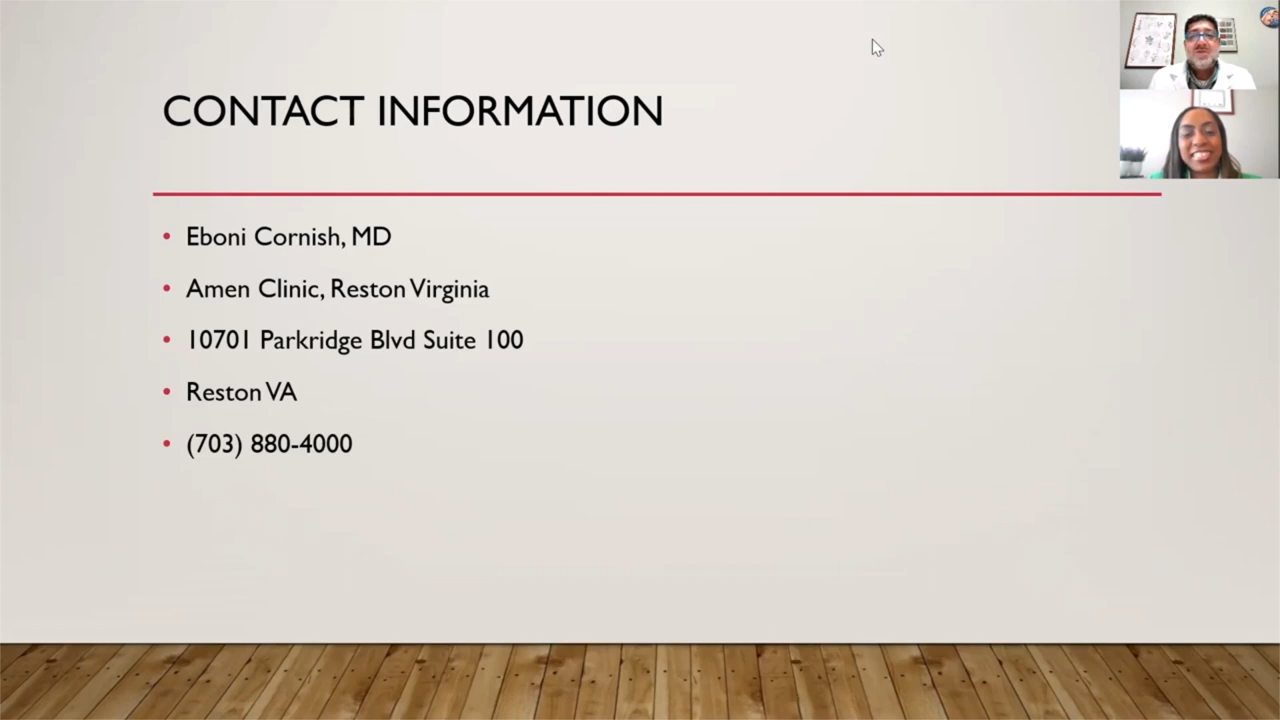 CONTACT INFORMATION
• Eboni Cornish, MD
• Amen Clinic, Reston Virginia
• 10701 Parkridge Blvd Suite 100
• Reston VA
• (703) 880-4000